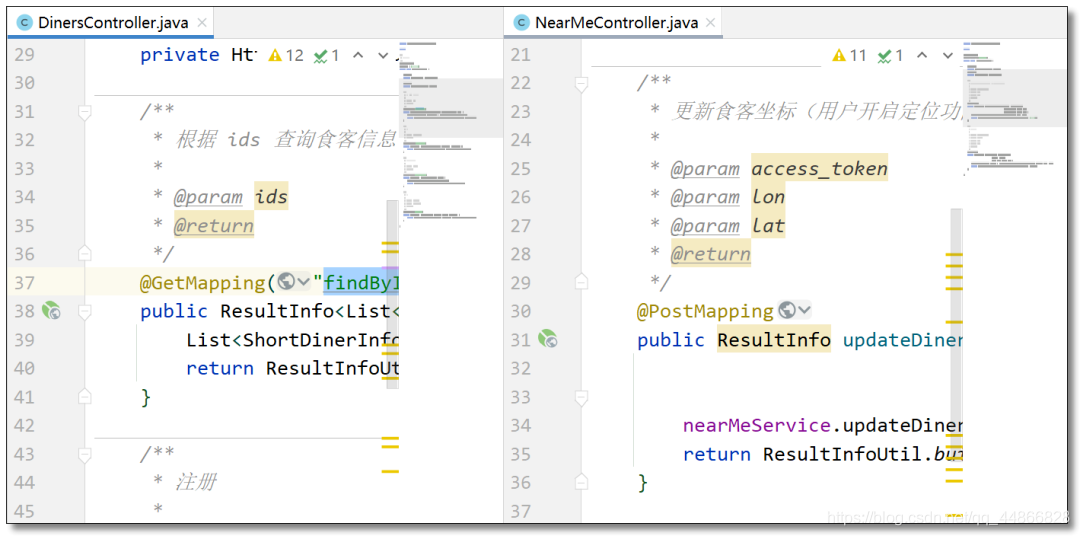 DinersController.java
29 private Ht 12 1
30
31 /**
32 * 根据 ids 查询食客信息
33 *
34 * @param ids
35 * @return
36 */
37 @GetMapping( "findByI
38 public ResultInfo<List<
39 List<ShortDinerInfo
40 return ResultInfoUt
41 }
42
43 /**
44 * 注册
45 *
NearMeController.java
21 11 1
22 /**
23 * 更新食客坐标（用户开启定位功
24 *
25 * @param access_token
26 * @param lon
27 * @param lat
28 * @return
29 */
30 @PostMapping
31 public ResultInfo updateDiner
32
33
34 nearMeService.updateDiner
35 return ResultInfoUtil.bui
36 }
37
https://blog.csdn.net/qq_44866828